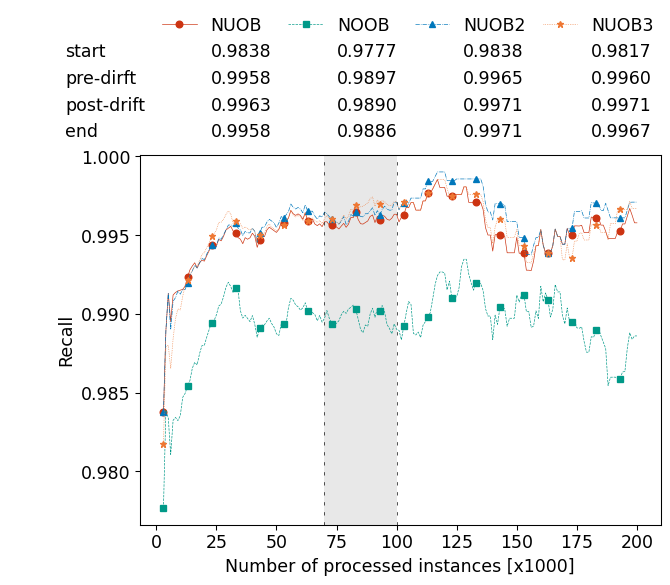 NUOB NOOB NUOB2 NUOB3
start 0.9838 0.9777 0.9838 0.9817
pre-dirft 0.9958 0.9897 0.9965 0.9960
post-drift 0.9963 0.9890 0.9971 0.9971
end 0.9958 0.9886 0.9971 0.9967
1.000
0.995
0.990
0.985
0.980
Recall
0 25 50 75 100 125 150 175 200
Number of processed instances [x1000]